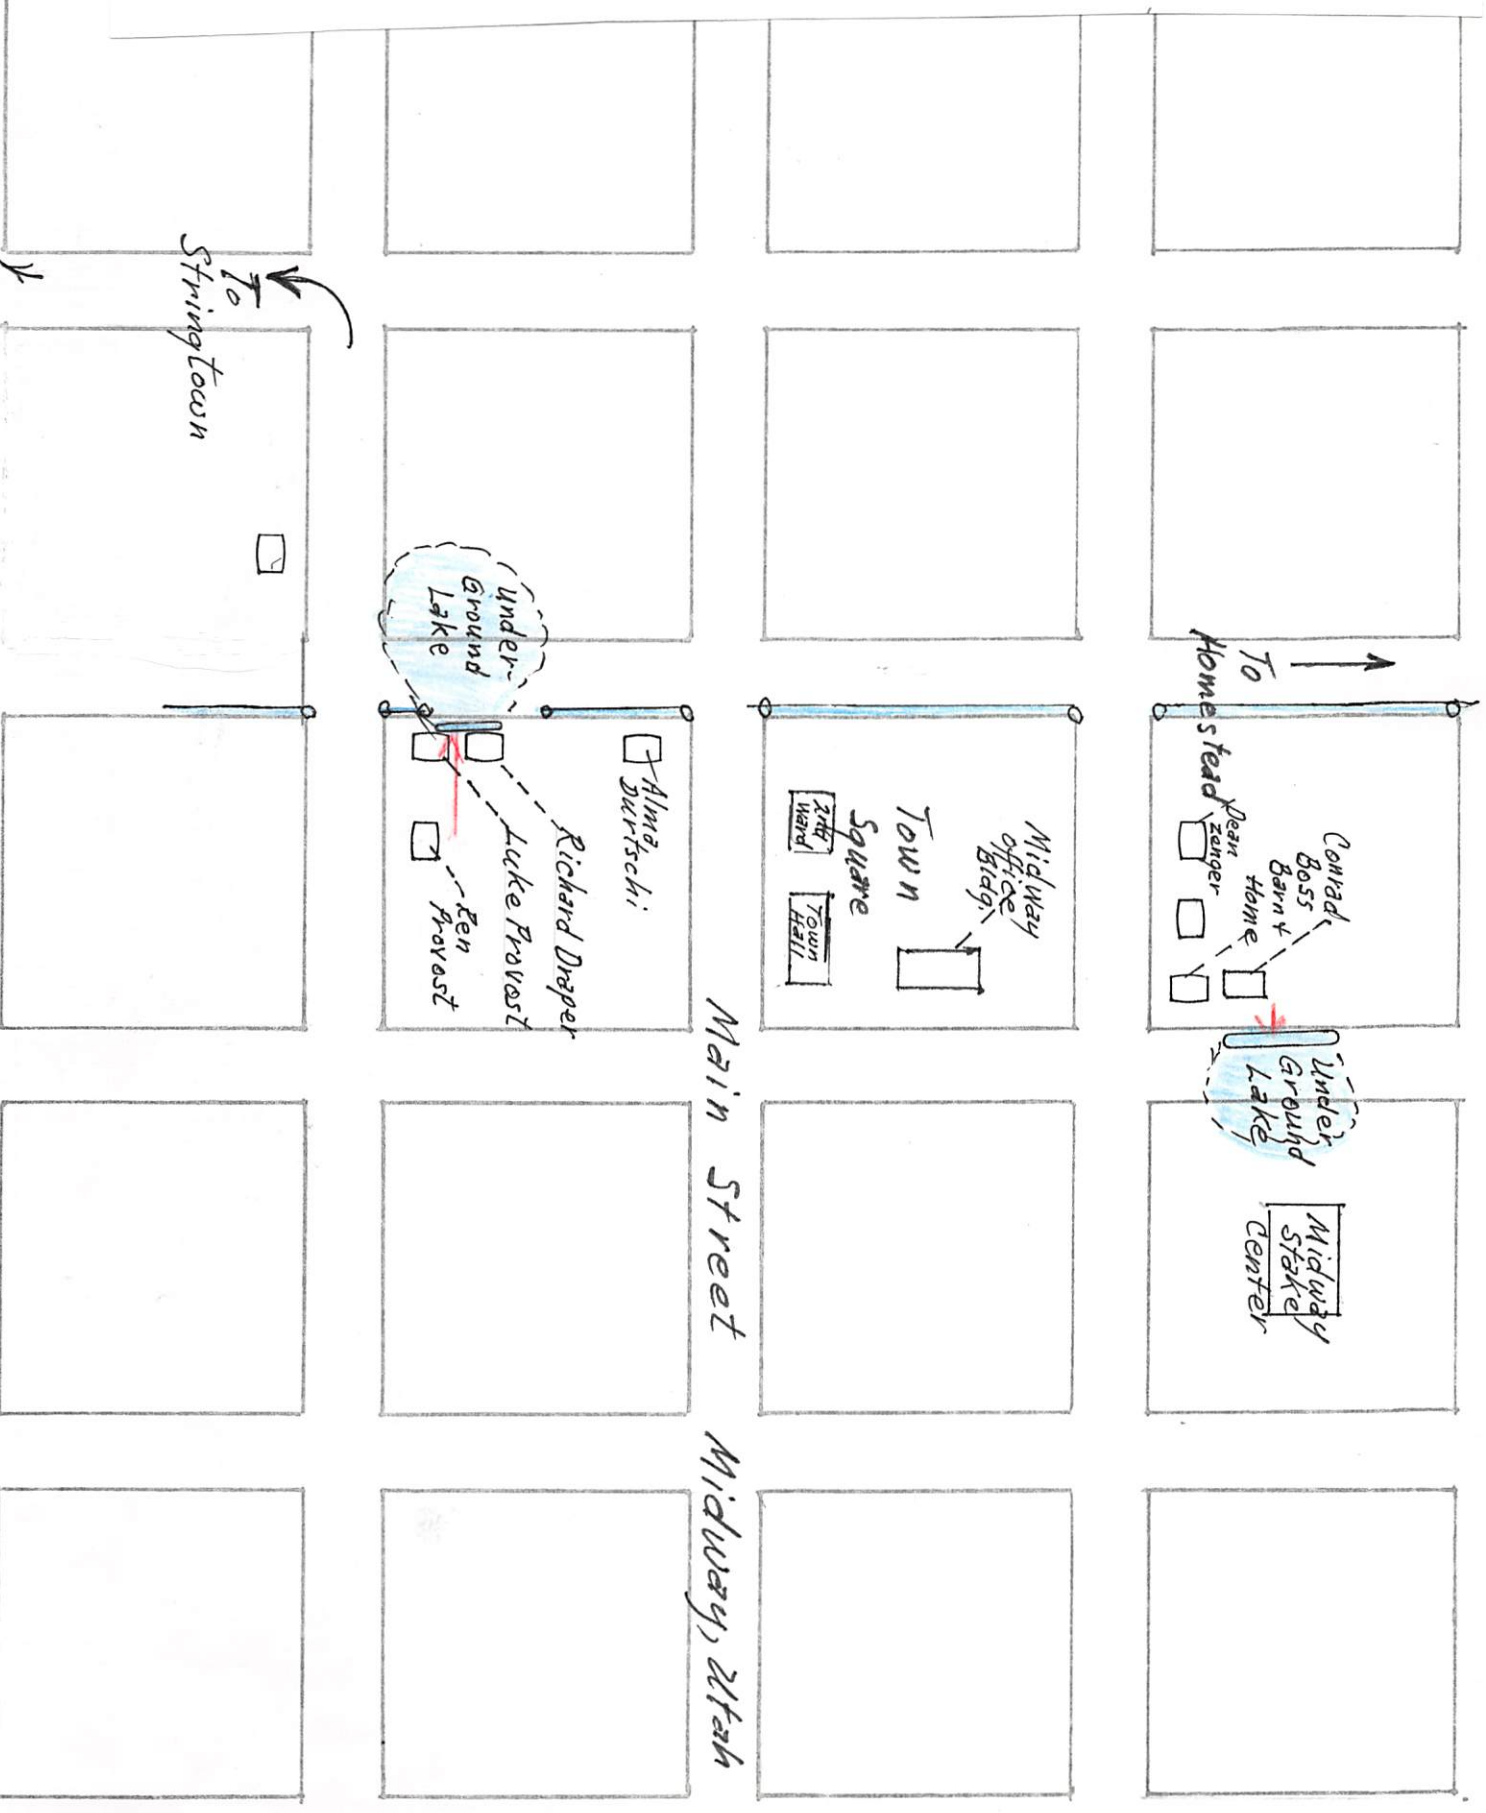 To
Homestead
Dean
Zenger
Conrad
Boss
Barn &
Home
Under
Ground
Lake
Midway
Stake
Center
Midway
office
Bldg.
Town
Square
2nd
Ward
Town
Hall
Main Street Midway, Utah
Alma
Durtschi
Richard Draper
Luke Provost
Ren
Provost
Under-
Ground
Lake
To
Stringtown